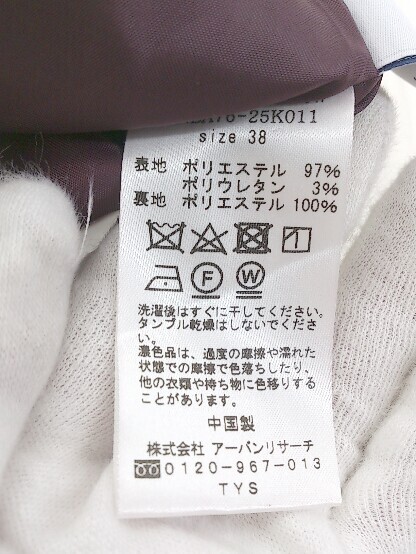 76-25K011
size 38
表地 ポリエステル 97%
ポリウレタン 3%
裏地 ポリエステル 100%
F W
洗濯後はすぐに干してください。
タンブル乾燥はしないでくださ
い。
濃色品は、過度の摩擦や濡れた
状態での摩擦で色落ちしたり、
他の衣類や持ち物に色移りする
ことがあります。
中国製
株式会社 アーバンリサーチ
0120-967-013
TYS